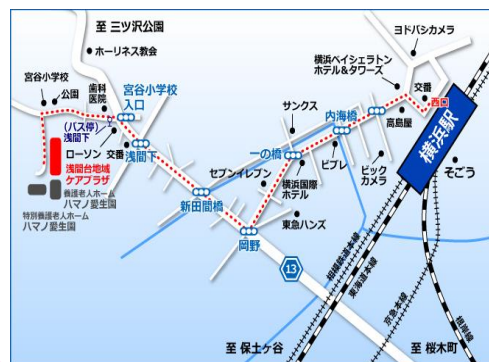 至 三ツ沢公園
ホーリネス教会
ヨドバシカメラ
宮谷小学校
公園
歯科
医院
宮谷小学校
入口
横浜ベイシェラトン
ホテル&タワーズ
交番
西口
サンクス
内海橋
高島屋
横浜駅
(バス停)
浅間下
ローソン
交番
浅間下
浅間台地域
ケアプラザ
養護老人ホーム
ハマノ愛生園
特別養護老人ホーム
ハマノ愛生園
一の橋
セブンイレブン
新田間橋
横浜国際
ホテル
ビブレ
ビック
カメラ
そごう
東急ハンズ
岡野
13
相模鉄道本線
東海道本線
京急本線
根岸線
至 保土ヶ谷
至 桜木町